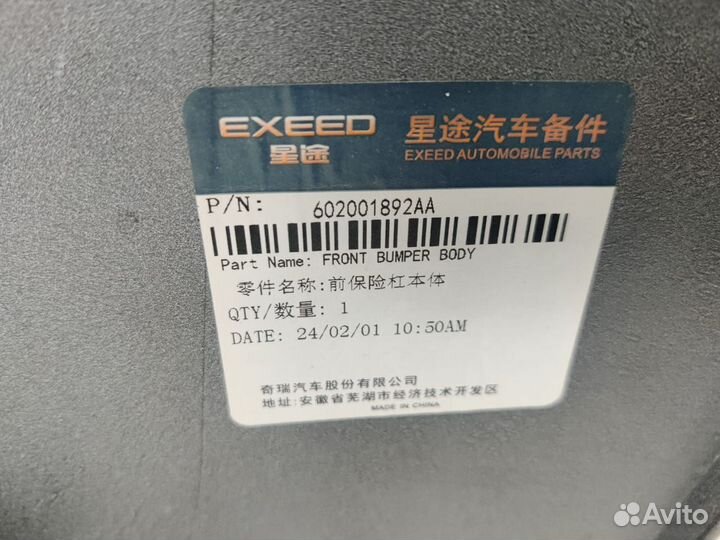 EXEED 星途汽车备件
星途 EXEED AUTOMOBILE PARTS
P/N: 602001892AA
Part Name: FRONT BUMPER BODY
零件名称:前保险杠本体
QTY/数量: 1
DATE: 24/02/01 10:50AM
奇瑞汽车股份有限公司
地址:安徽省芜湖市经济技术开发区
MADE IN CHINA
Avito